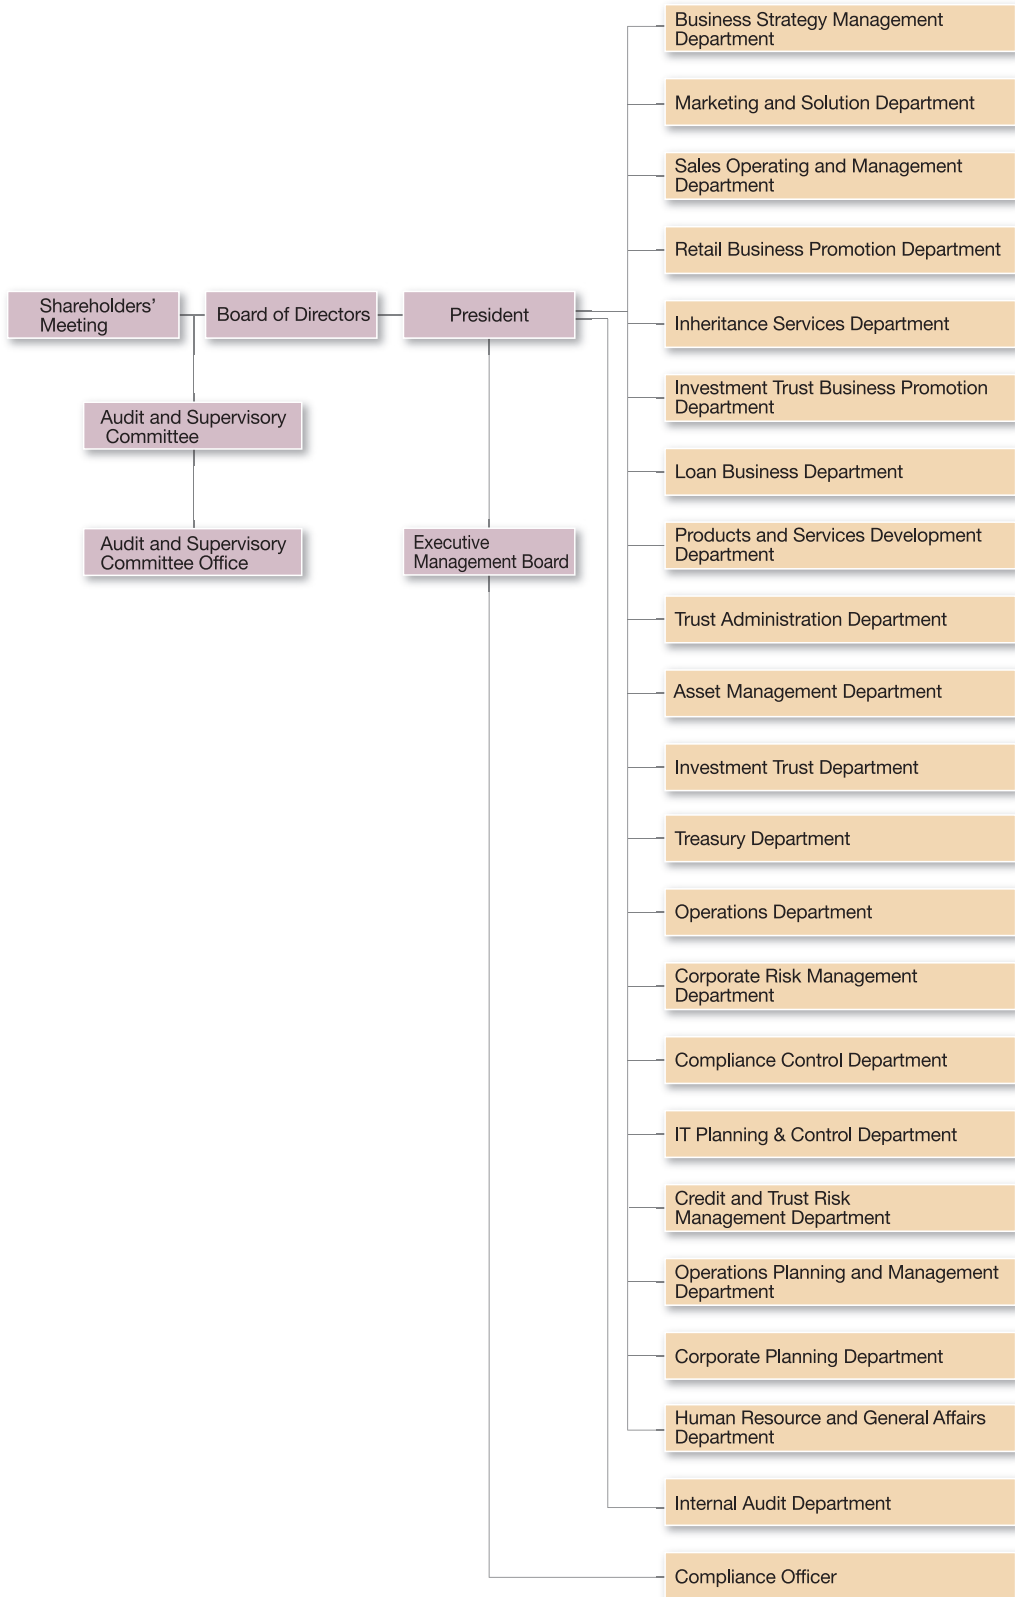 Shareholders’
Meeting
Board of Directors
President
Audit and Supervisory
Committee
Audit and Supervisory
Committee Office
Executive
Management Board
Business Strategy Management
Department
Marketing and Solution Department
Sales Operating and Management
Department
Retail Business Promotion Department
Inheritance Services Department
Investment Trust Business Promotion
Department
Loan Business Department
Products and Services Development
Department
Trust Administration Department
Asset Management Department
Investment Trust Department
Treasury Department
Operations Department
Corporate Risk Management
Department
Compliance Control Department
IT Planning & Control Department
Credit and Trust Risk
Management Department
Operations Planning and Management
Department
Corporate Planning Department
Human Resource and General Affairs
Department
Internal Audit Department
Compliance Officer